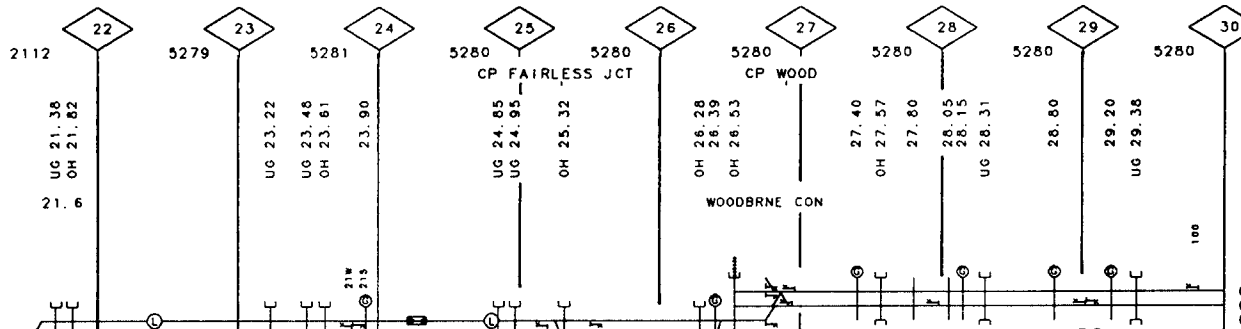 22 23 24 25 26 27 28 29 30
2112 5279 5281 5280 5280 5280 5280 5280 5280
CP FAIRLESS JCT CP WOOD
UG 21.38
OH 21.82
UG 23.22
UG 23.48
OH 23.61
23.90
UG 24.85
UG 24.95
OH 25.32
OH 26.28
26.39
OH 26.53
27.40
OH 27.57
27.80
28.05
28.15
UG 28.31
28.80
29.20
UG 29.38
21.6
WOODBRNE CON
100
21W
21S
G G G G G G
L L